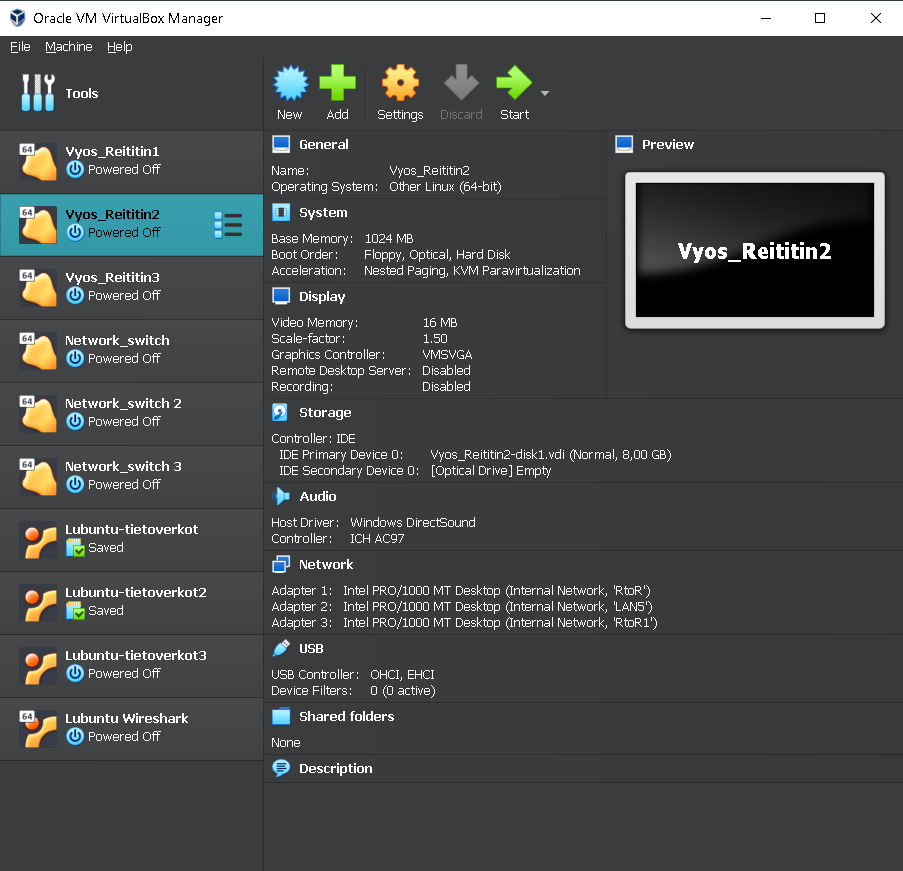 Oracle VM VirtualBox Manager
File Machine Help
Tools
New Add Settings Discard Start
64
Vyos_Reititin1
Powered Off
64
Vyos_Reititin2
Powered Off
64
Vyos_Reititin3
Powered Off
64
Network_switch
Powered Off
64
Network_switch 2
Powered Off
64
Network_switch 3
Powered Off
Lubuntu-tietoverkot
Saved
Lubuntu-tietoverkot2
Saved
Lubuntu-tietoverkot3
Powered Off
64
Lubuntu Wireshark
Powered Off
General
Name: Vyos_Reititin2
Operating System: Other Linux (64-bit)
System
Base Memory: 1024 MB
Boot Order: Floppy, Optical, Hard Disk
Acceleration: Nested Paging, KVM Paravirtualization
Display
Video Memory: 16 MB
Scale-factor: 1.50
Graphics Controller: VMSVGA
Remote Desktop Server: Disabled
Recording: Disabled
Preview
Vyos_Reititin2
Storage
Controller: IDE
IDE Primary Device 0: Vyos_Reititin2-disk1.vdi (Normal, 8,00 GB)
IDE Secondary Device 0: [Optical Drive] Empty
Audio
Host Driver: Windows DirectSound
Controller: ICH AC97
Network
Adapter 1: Intel PRO/1000 MT Desktop (Internal Network, 'RtoR')
Adapter 2: Intel PRO/1000 MT Desktop (Internal Network, 'LAN5')
Adapter 3: Intel PRO/1000 MT Desktop (Internal Network, 'RtoR1')
USB
USB Controller: OHCI, EHCI
Device Filters: 0 (0 active)
Shared folders
None
Description